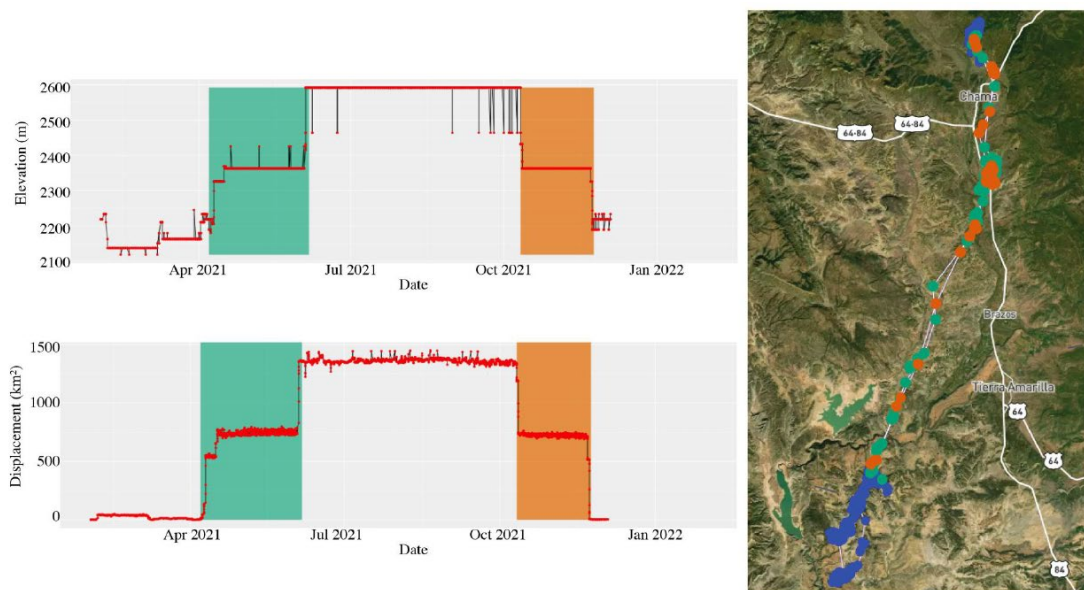 Elevation (m)
2600
2500
2400
2300
2200
2100
Apr 2021
Jul 2021
Oct 2021
Jan 2022
Date
Displacement (km²)
1500
1000
500
0
Apr 2021
Jul 2021
Oct 2021
Jan 2022
Date
Chama
64-84
64-84
Brazos
Tierra Amarilla
64
64
84